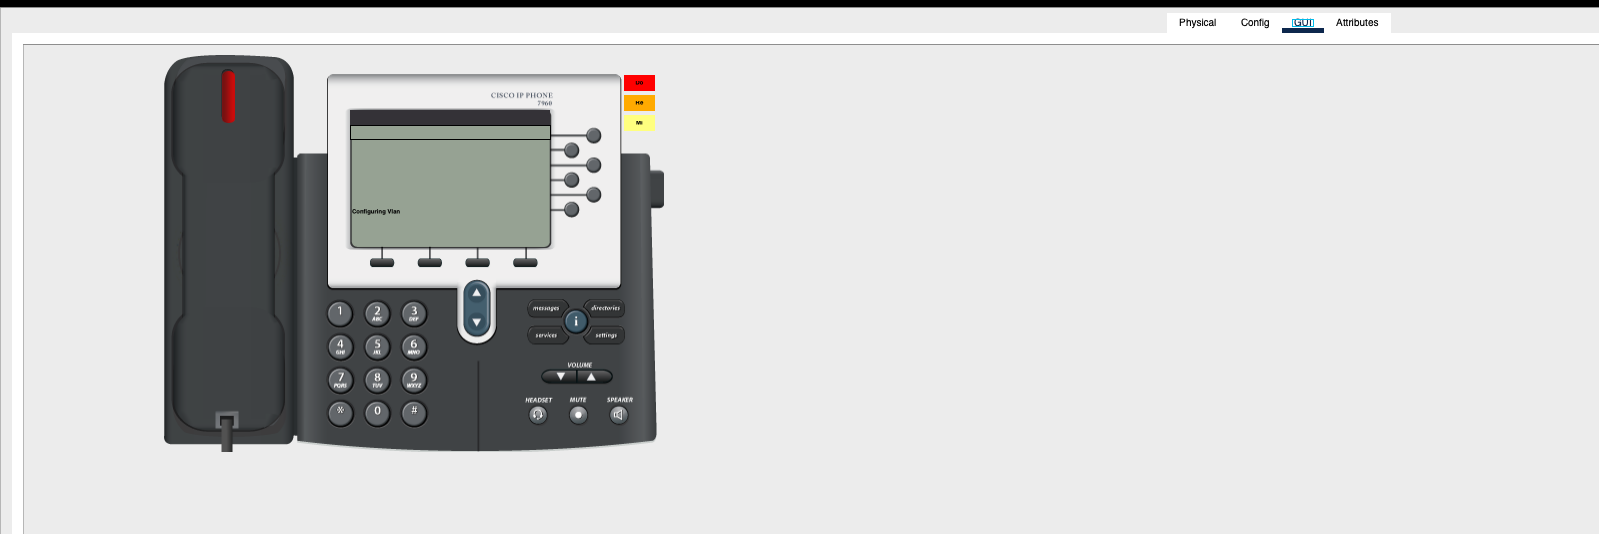 Physical Config GUI Attributes
CISCO IP PHONE
7960
Configuring Vlan
1
2
ABC
3
DEF
4
GHI
5
JKL
6
MNO
7
PQRS
8
TUV
9
WXYZ
*
0
#
messages
directories
i
services
settings
VOLUME
HEADSET
MUTE
SPEAKER